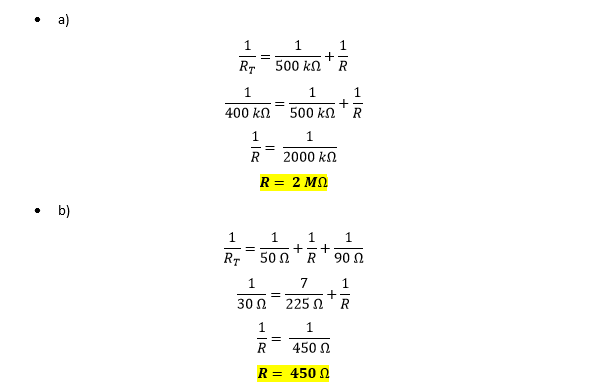 • a)
1/R_T = 1/500 kΩ + 1/R
1/400 kΩ = 1/500 kΩ + 1/R
1/R = 1/2000 kΩ
R = 2 MΩ
• b)
1/R_T = 1/50 Ω + 1/R + 1/90 Ω
1/30 Ω = 7/225 Ω + 1/R
1/R = 1/450 Ω
R = 450 Ω